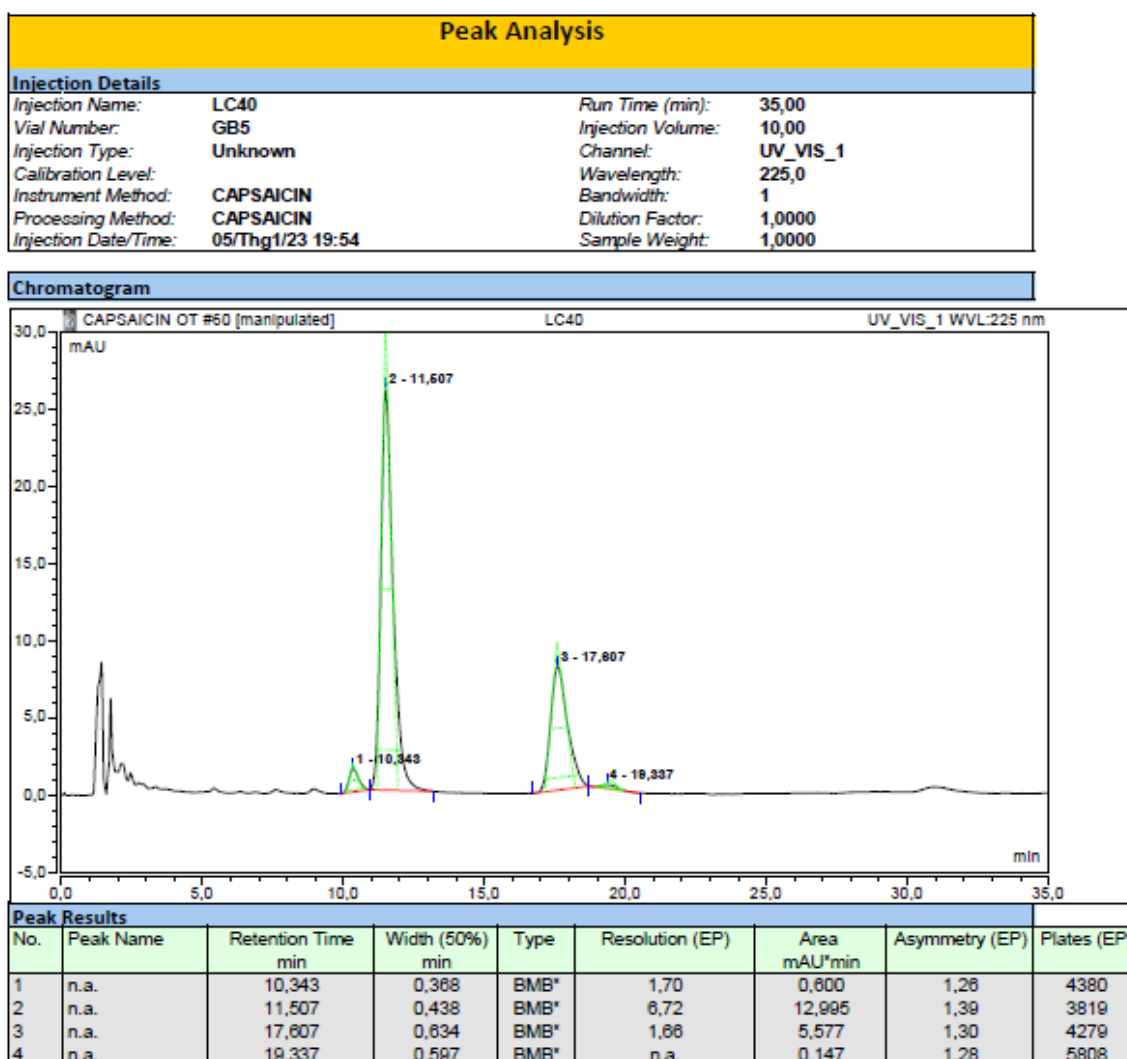 Peak Analysis
Injection Details
Injection Name: LC40 Run Time (min): 35,00
Vial Number: GB5 Injection Volume: 10,00
Injection Type: Unknown Channel: UV_VIS_1
Calibration Level: Wavelength: 225,0
Instrument Method: CAPSAICIN Bandwidth: 1
Processing Method: CAPSAICIN Dilution Factor: 1,0000
Injection Date/Time: 05/Thg1/23 19:54 Sample Weight: 1,0000
Chromatogram
CAPSAICIN OT #60 [manipulated] LC40 UV_VIS_1 WVL:225 nm
30,0
mAU
2 - 11,507
25,0
20,0
15,0
10,0
3 - 17,607
5,0
1 - 10,343
4 - 19,337
0,0
min
-5,0
0,0 5,0 10,0 15,0 20,0 25,0 30,0 35,0
Peak Results
No. Peak Name Retention Time Width (50%) Type Resolution (EP) Area Asymmetry (EP) Plates (EP
min min mAU*min
1 n.a. 10,343 0,368 BMB* 1,70 0,600 1,26 4380
2 n.a. 11,507 0,438 BMB* 6,72 12,995 1,39 3819
3 n.a. 17,607 0,634 BMB* 1,66 5,577 1,30 4279
4 n.a. 19,337 0,597 BMB* n.a. 0,147 1,28 5808